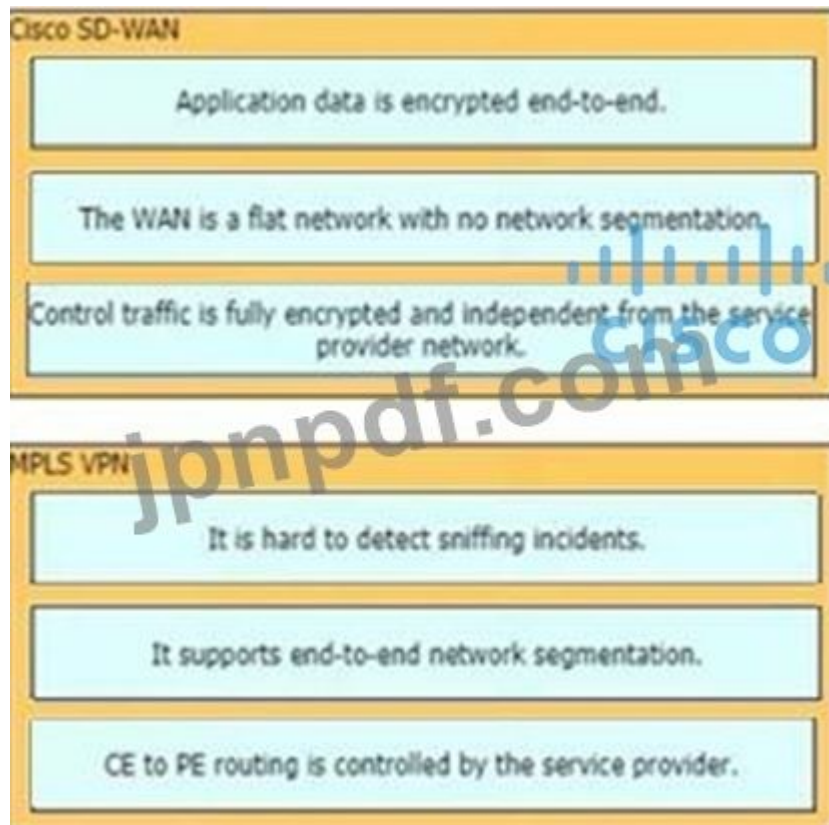 Cisco SD-WAN
Application data is encrypted end-to-end.
The WAN is a flat network with no network segmentation.
Control traffic is fully encrypted and independent from the service
provider network.
CISCO
jpnpdf.com
MPLS VPN
It is hard to detect sniffing incidents.
It supports end-to-end network segmentation.
CE to PE routing is controlled by the service provider.